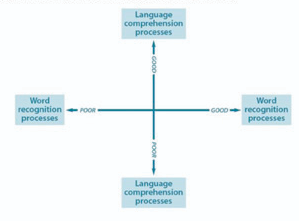 Language
comprehension
processes
GOOD
Word
recognition
processes
POOR
GOOD
Word
recognition
processes
POOR
Language
comprehension
processes